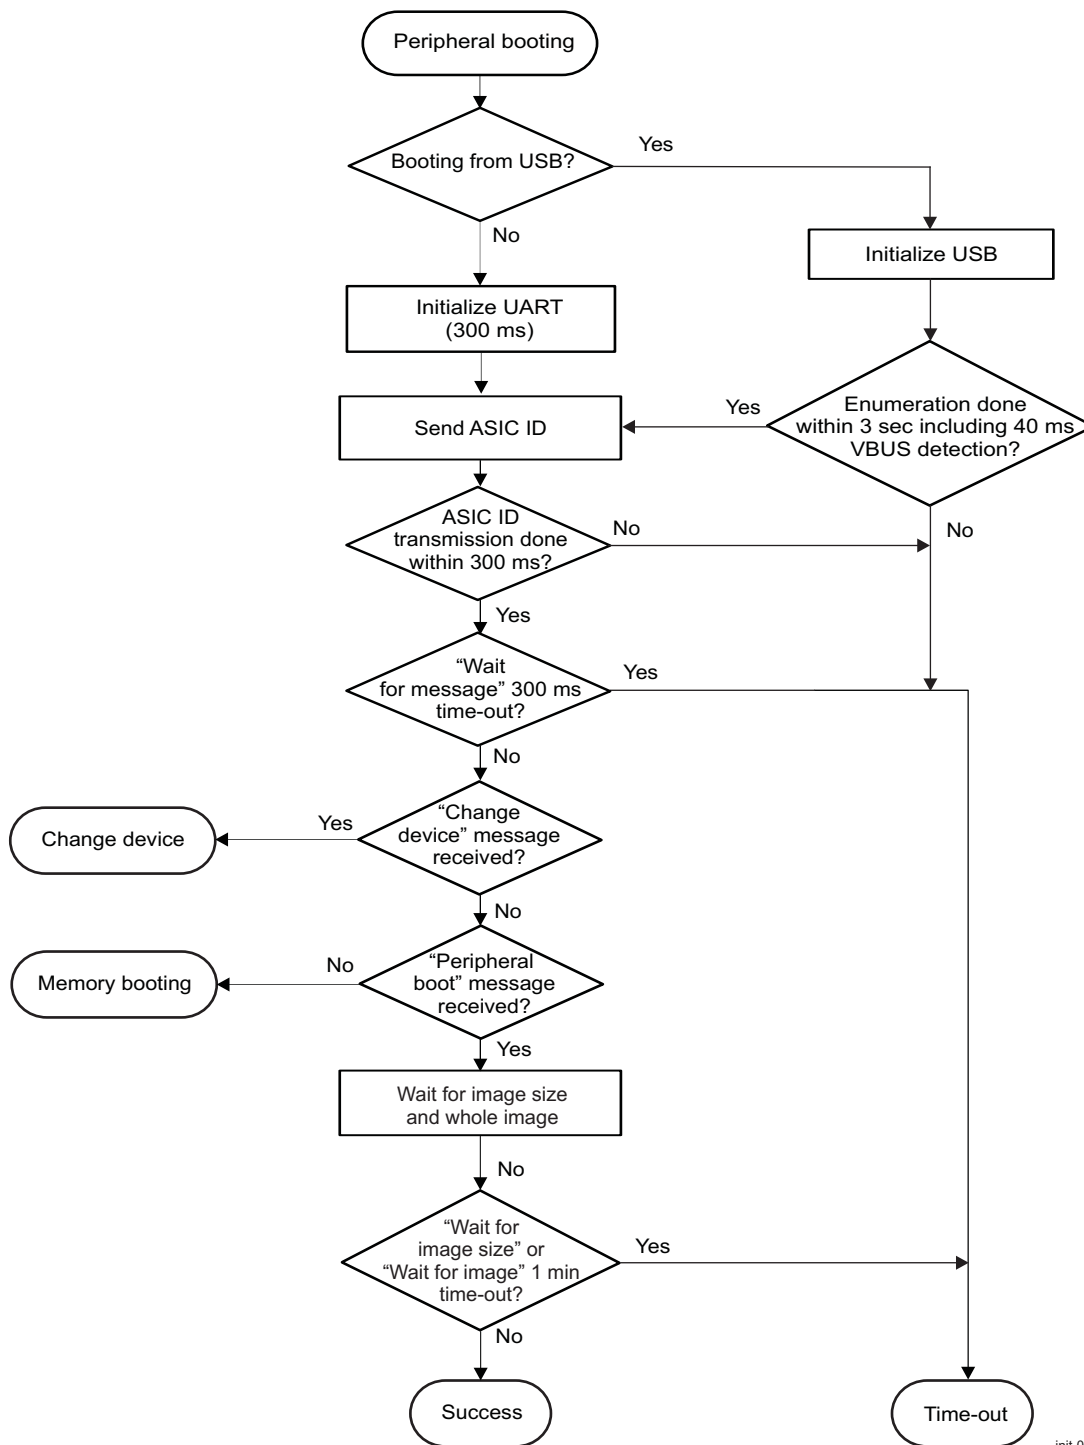 Peripheral booting
Booting from USB?
Yes
No
Initialize USB
Initialize UART
(300 ms)
Enumeration done
within 3 sec including 40 ms
VBUS detection?
Yes
Send ASIC ID
No
ASIC ID
transmission done
within 300 ms?
No
Yes
“Wait
for message” 300 ms
time-out?
Yes
No
“Change
device” message
received?
Yes
Change device
No
“Peripheral
boot” message
received?
No
Memory booting
Yes
Wait for image size
and whole image
No
“Wait for
image size” or
“Wait for image” 1 min
time-out?
Yes
No
Success
Time-out